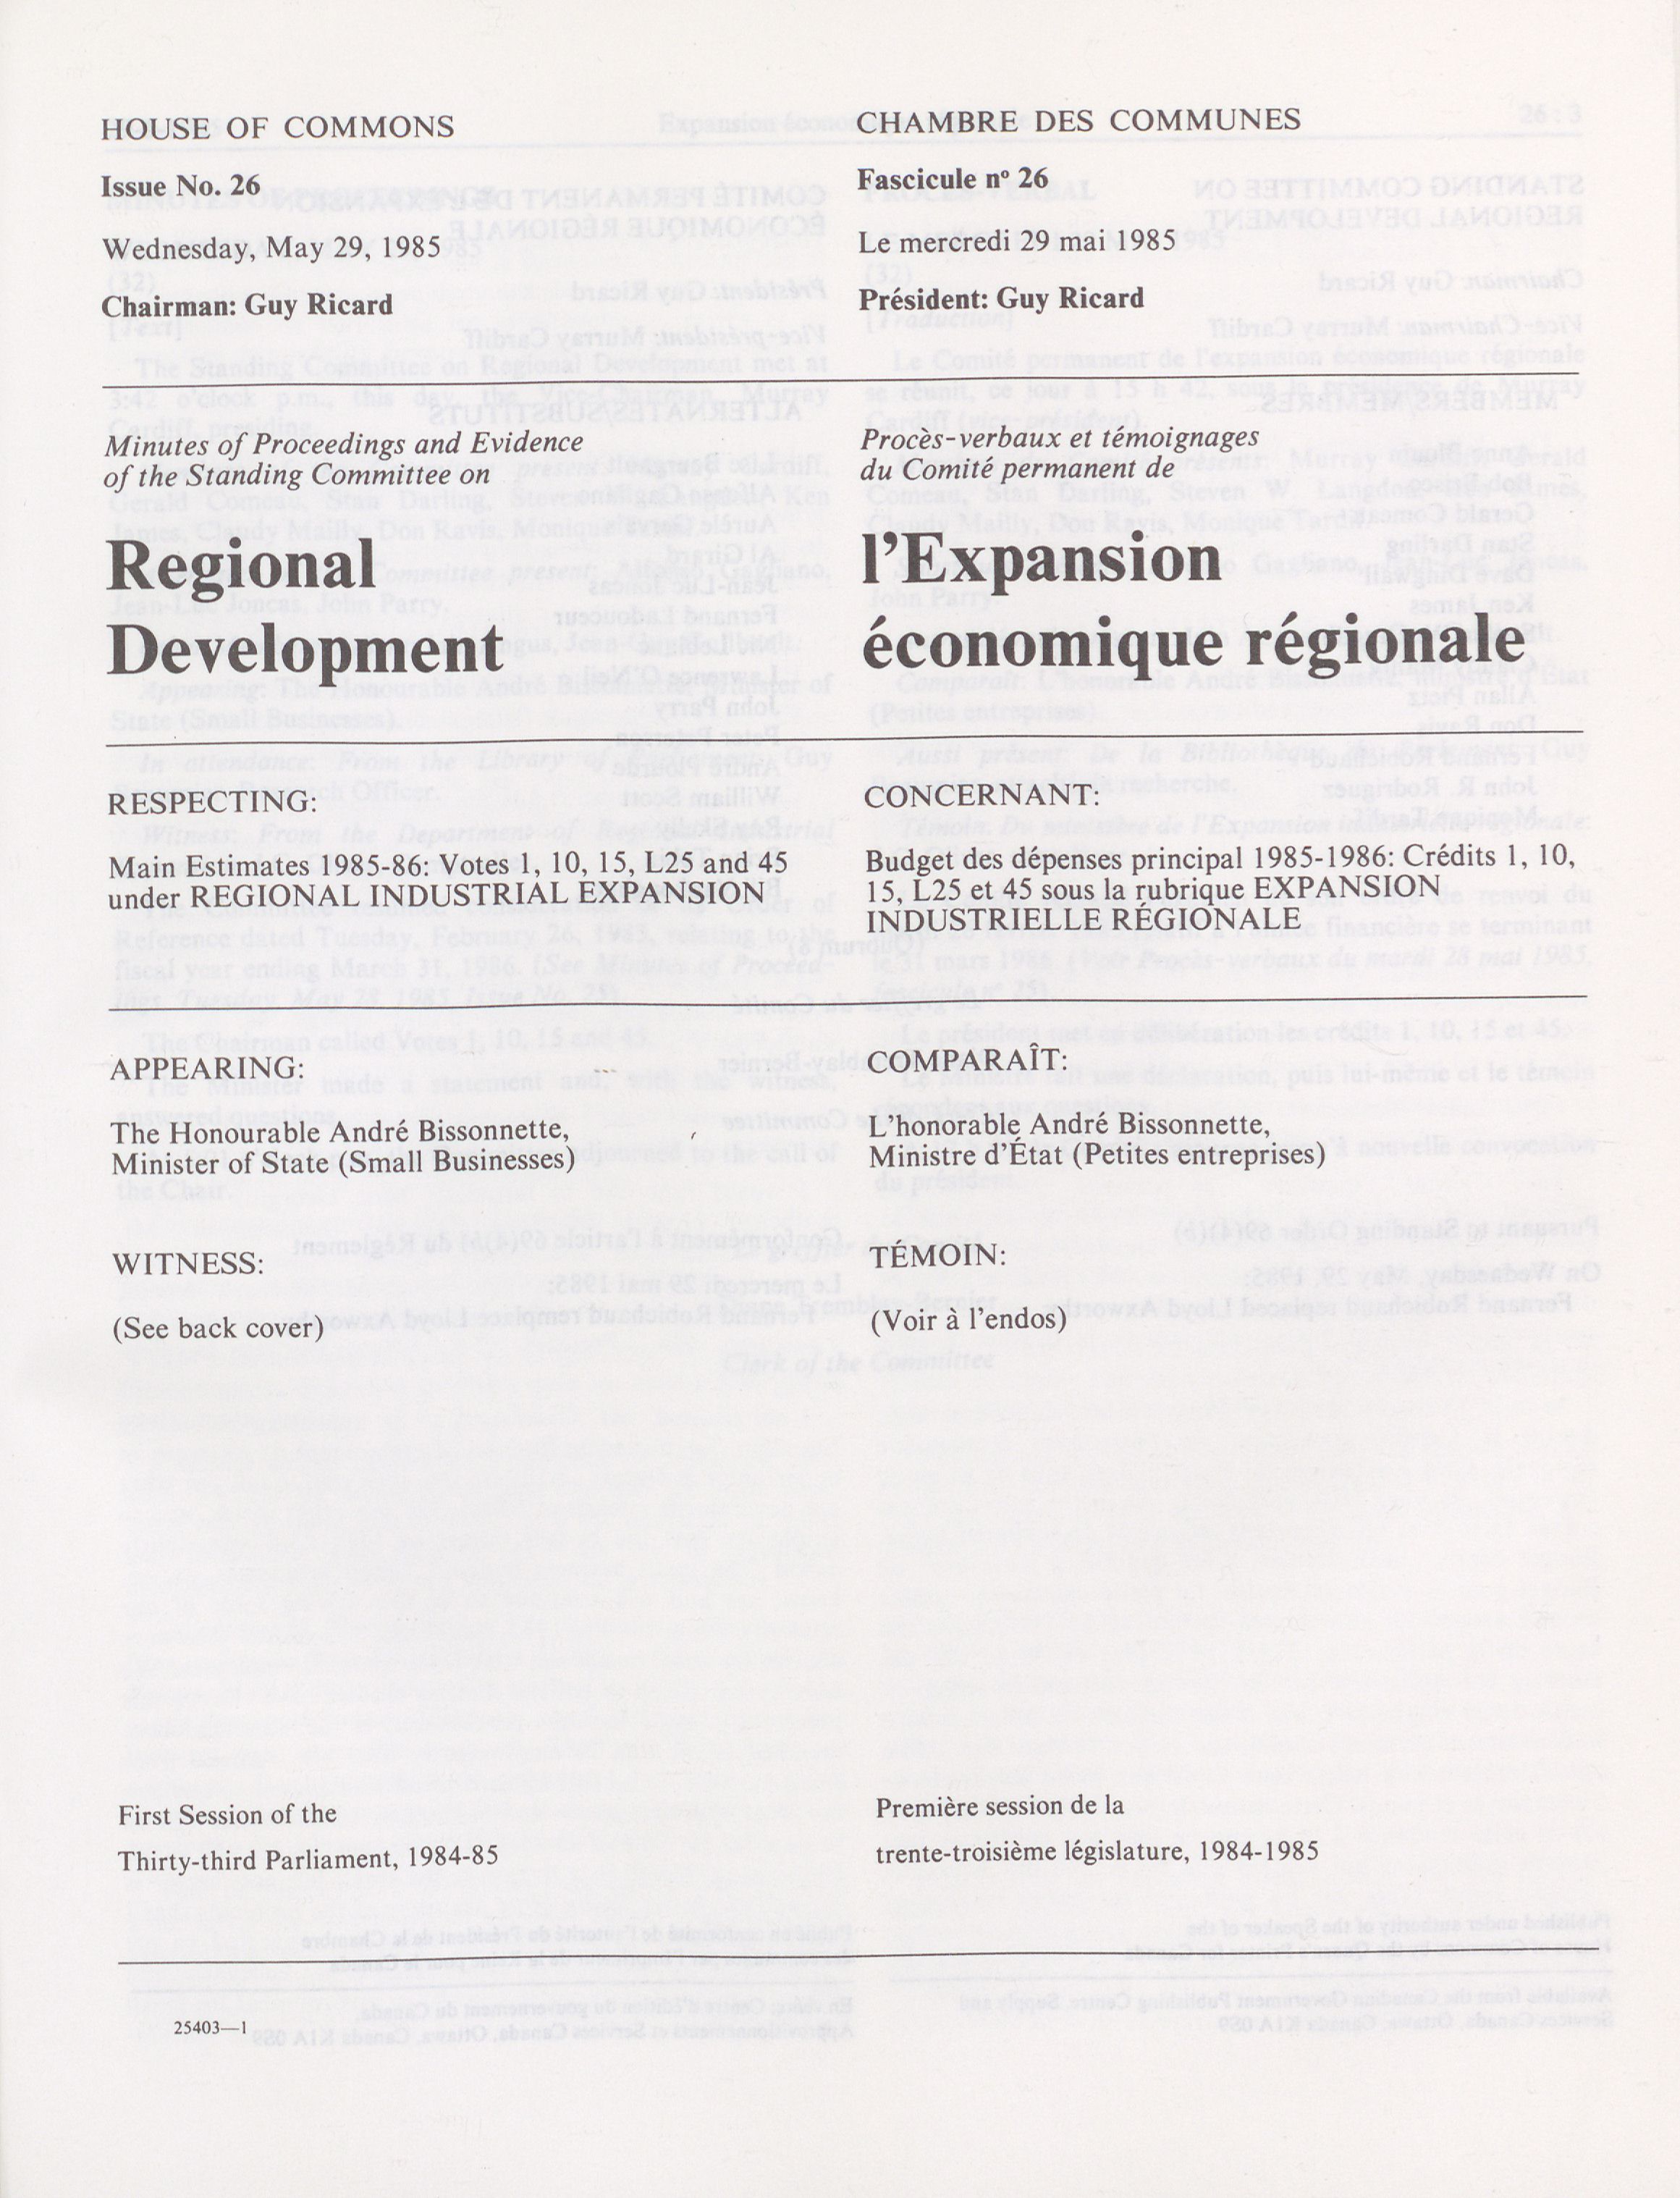 HOUSE OF COMMONS
Issue No. 26
Wednesday, May 29, 1985
Chairman: Guy Ricard
Minutes of Proceedings and Evidence
of the Standing Committee on
Regional
Development
RESPECTING:
Main Estimates 1985-86: Votes 1, 10, 15, L25 and 45
under REGIONAL INDUSTRIAL EXPANSION
APPEARING:
The Honourable André Bissonnette,
Minister of State (Small Businesses)
WITNESS:
(See back cover)
First Session of the
Thirty-third Parliament, 1984-85
CHAMBRE DES COMMUNES
Fascicule nº 26
Le mercredi 29 mai 1985
Président: Guy Ricard
Procès-verbaux et témoignages
du Comité permanent de
l'Expansion
économique régionale
CONCERNANT:
Budget des dépenses principal 1985-1986: Crédits 1, 10,
15, L25 et 45 sous la rubrique EXPANSION
INDUSTRIELLE RÉGIONALE
COMPARAÎT:
L'honorable André Bissonnette,
Ministre d'État (Petites entreprises)
TÉMOIN:
(Voir à l'endos)
Première session de la
trente-troisième législature, 1984-1985
25403—1